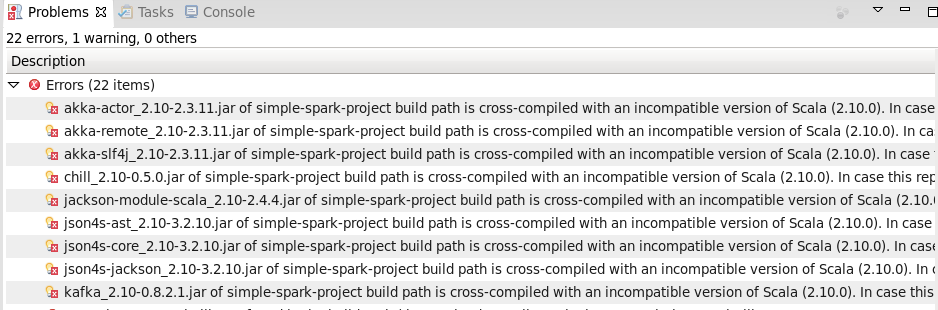 Problems Tasks Console
22 errors, 1 warning, 0 others
Description
Errors (22 items)
akka-actor_2.10-2.3.11.jar of simple-spark-project build path is cross-compiled with an incompatible version of Scala (2.10.0). In case
akka-remote_2.10-2.3.11.jar of simple-spark-project build path is cross-compiled with an incompatible version of Scala (2.10.0). In ca
akka-slf4j_2.10-2.3.11.jar of simple-spark-project build path is cross-compiled with an incompatible version of Scala (2.10.0). In case
chill_2.10-0.5.0.jar of simple-spark-project build path is cross-compiled with an incompatible version of Scala (2.10.0). In case this rep
jackson-module-scala_2.10-2.4.4.jar of simple-spark-project build path is cross-compiled with an incompatible version of Scala (2.10.
json4s-ast_2.10-3.2.10.jar of simple-spark-project build path is cross-compiled with an incompatible version of Scala (2.10.0). In case
json4s-core_2.10-3.2.10.jar of simple-spark-project build path is cross-compiled with an incompatible version of Scala (2.10.0). In case
json4s-jackson_2.10-3.2.10.jar of simple-spark-project build path is cross-compiled with an incompatible version of Scala (2.10.0). In
kafka_2.10-0.8.2.1.jar of simple-spark-project build path is cross-compiled with an incompatible version of Scala (2.10.0). In case this